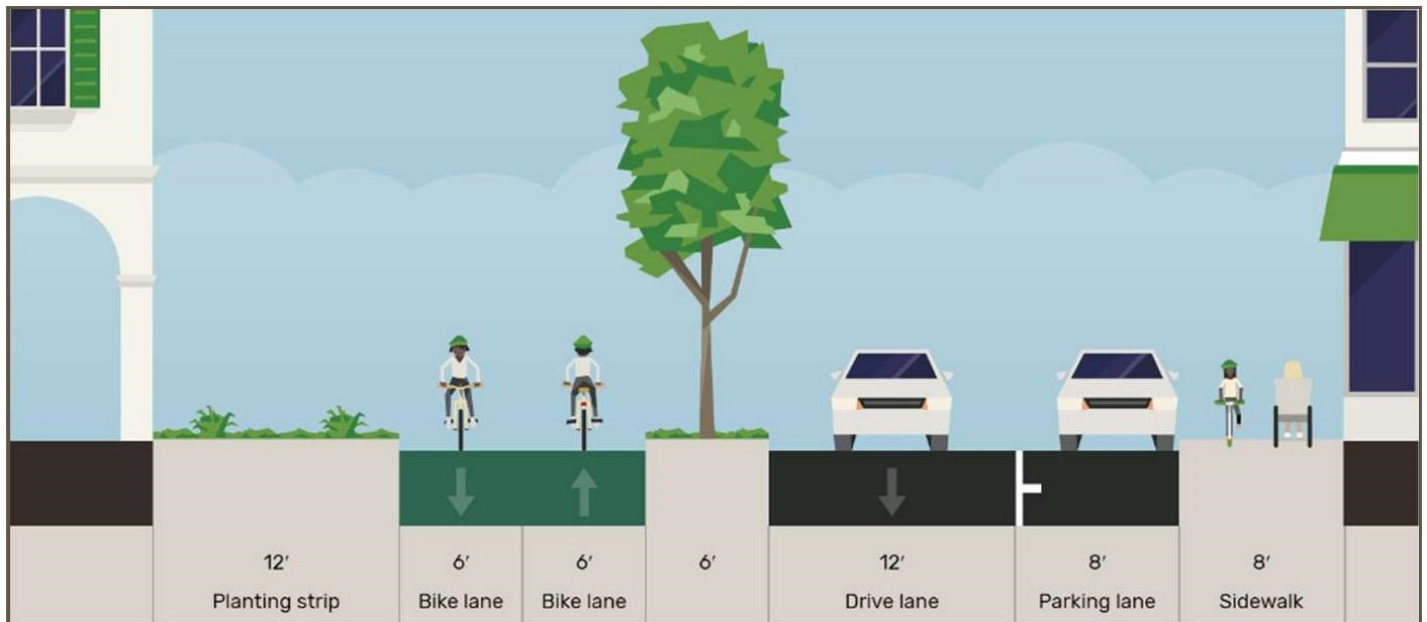 12′
Planting strip
6′
Bike lane
6′
Bike lane
6′
12′
Drive lane
8′
Parking lane
8′
Sidewalk